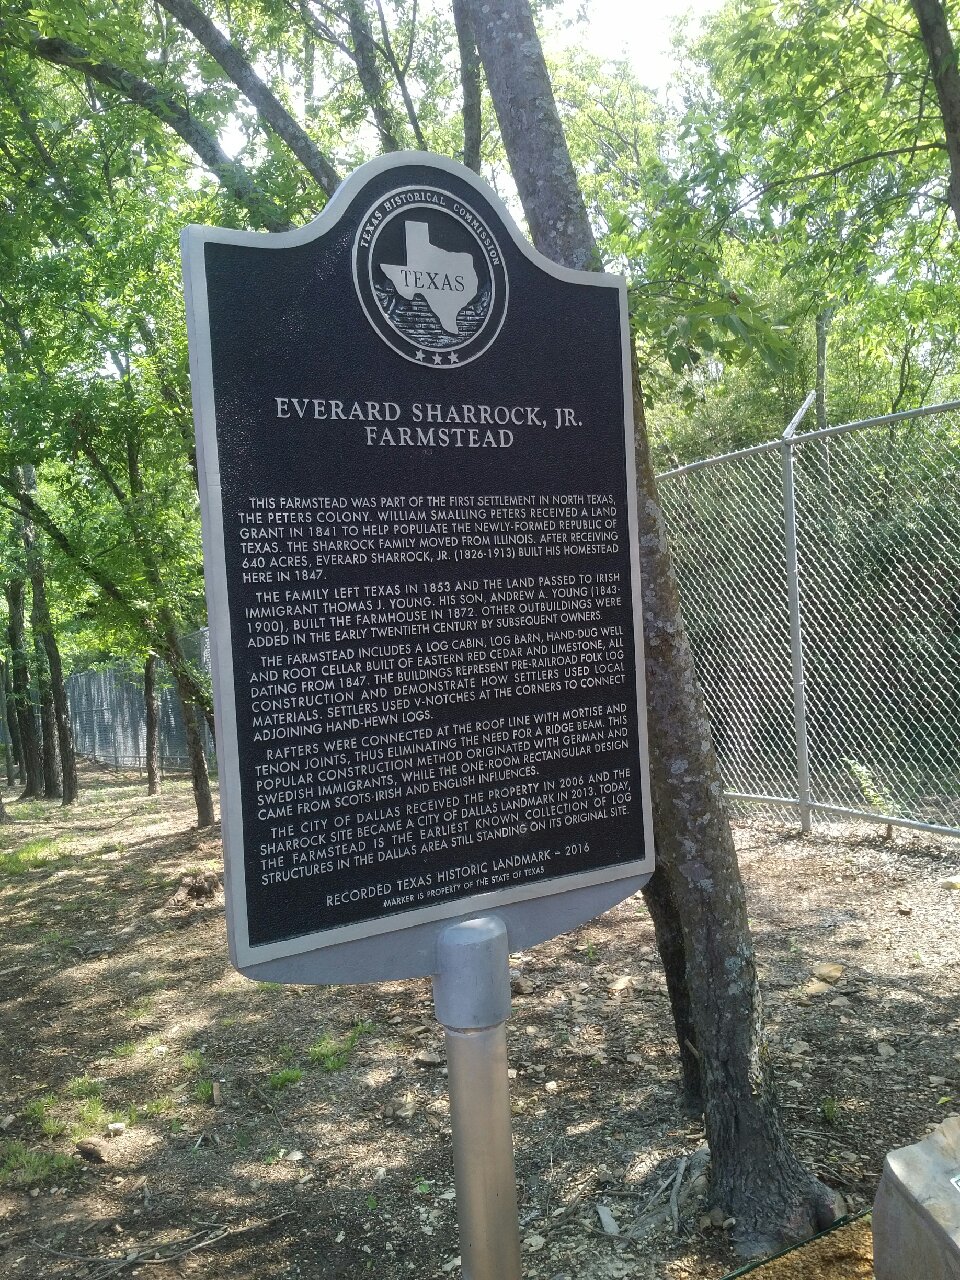 TEXAS HISTORICAL COMMISSION
TEXAS
EVERARD SHARROCK, JR.
FARMSTEAD
THIS FARMSTEAD WAS PART OF THE FIRST SETTLEMENT IN NORTH TEXAS,
THE PETERS COLONY. WILLIAM SMALLING PETERS RECEIVED A LAND
GRANT IN 1841 TO HELP POPULATE THE NEWLY-FORMED REPUBLIC OF
TEXAS. THE SHARROCK FAMILY MOVED FROM ILLINOIS. AFTER RECEIVING
640 ACRES, EVERARD SHARROCK, JR. (1826-1913) BUILT HIS HOMESTEAD
HERE IN 1847.
THE FAMILY LEFT TEXAS IN 1853 AND THE LAND PASSED TO IRISH
IMMIGRANT THOMAS J. YOUNG. HIS SON, ANDREW A. YOUNG (1843-
1900), BUILT THE FARMHOUSE IN 1872. OTHER OUTBUILDINGS WERE
ADDED IN THE EARLY TWENTIETH CENTURY BY SUBSEQUENT OWNERS.
THE FARMSTEAD INCLUDES A LOG CABIN, LOG BARN, HAND-DUG WELL
AND ROOT CELLAR BUILT OF EASTERN RED CEDAR AND LIMESTONE, ALL
DATING FROM 1847. THE BUILDINGS REPRESENT PRE-RAILROAD FOLK LOG
CONSTRUCTION AND DEMONSTRATE HOW SETTLERS USED LOCAL
MATERIALS. SETTLERS USED V-NOTCHES AT THE CORNERS TO CONNECT
ADJOINING HAND-HEWN LOGS.
RAFTERS WERE CONNECTED AT THE ROOF LINE WITH MORTISE AND
TENON JOINTS, THUS ELIMINATING THE NEED FOR A RIDGE BEAM. THIS
POPULAR CONSTRUCTION METHOD ORIGINATED WITH GERMAN AND
SWEDISH IMMIGRANTS, WHILE THE ONE-ROOM RECTANGULAR DESIGN
CAME FROM SCOTS-IRISH AND ENGLISH INFLUENCES.
THE CITY OF DALLAS RECEIVED THE PROPERTY IN 2006 AND THE
SHARROCK SITE BECAME A CITY OF DALLAS LANDMARK IN 2013. TODAY,
THE FARMSTEAD IS THE EARLIEST KNOWN COLLECTION OF LOG
STRUCTURES IN THE DALLAS AREA STILL STANDING ON ITS ORIGINAL SITE.
RECORDED TEXAS HISTORIC LANDMARK – 2016
MARKER IS PROPERTY OF THE STATE OF TEXAS